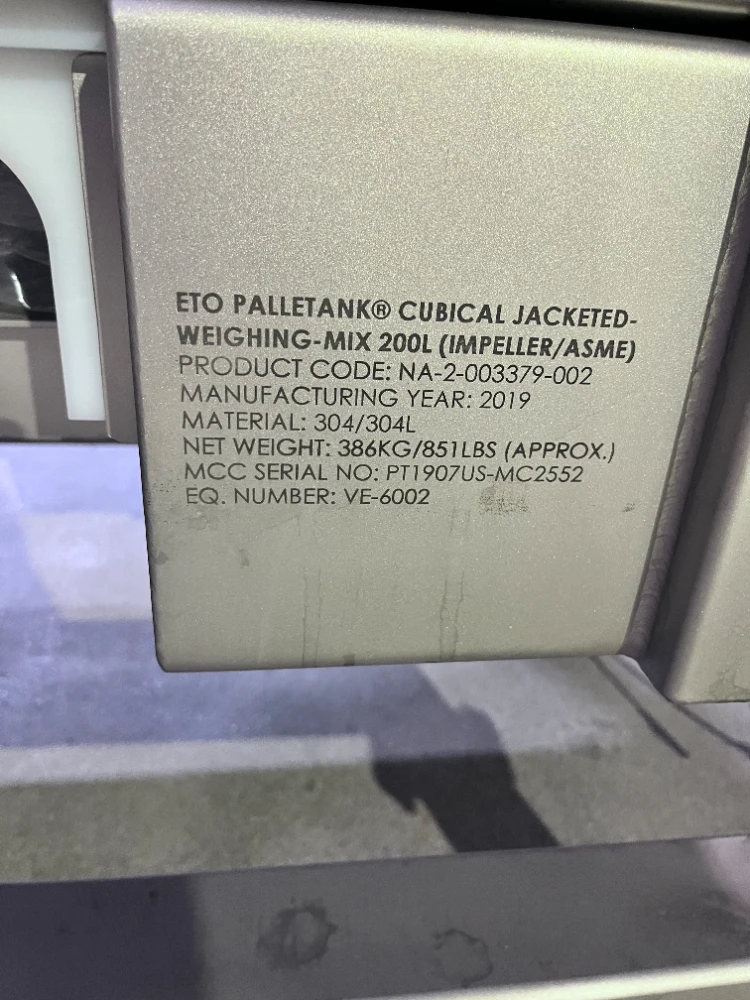 ETO PALLETANK® CUBICAL JACKETED-
WEIGHING-MIX 200L (IMPELLER/ASME)
PRODUCT CODE: NA-2-003379-002
MANUFACTURING YEAR: 2019
MATERIAL: 304/304L
NET WEIGHT: 386KG/851LBS (APPROX.)
MCC SERIAL NO: PT1907US-MC2552
EQ. NUMBER: VE-6002